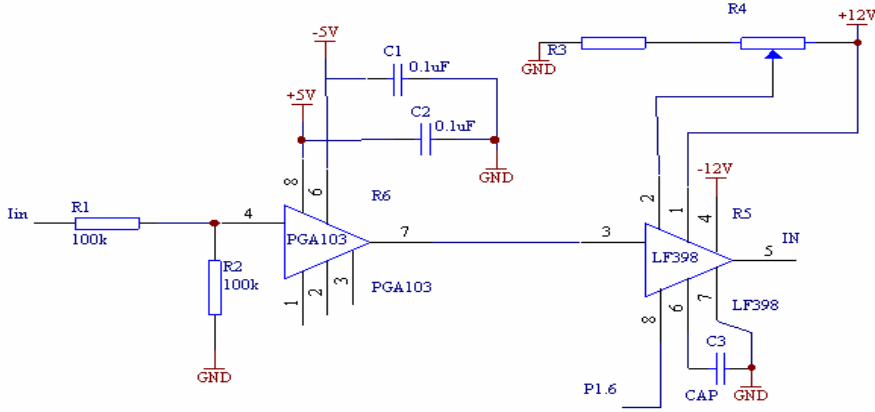 R4
+12V
-5V
C1
R3
0.1uF
GND
+5V
C2
0.1uF
GND
-12V
8
6
R6
2
1
4
R5
Iin
R1
4
PGA103
7
3
LF398
5
IN
100k
R2
100k
3
PGA103
1
2
8
6
7
LF398
C3
GND
P1.6
CAP
GND